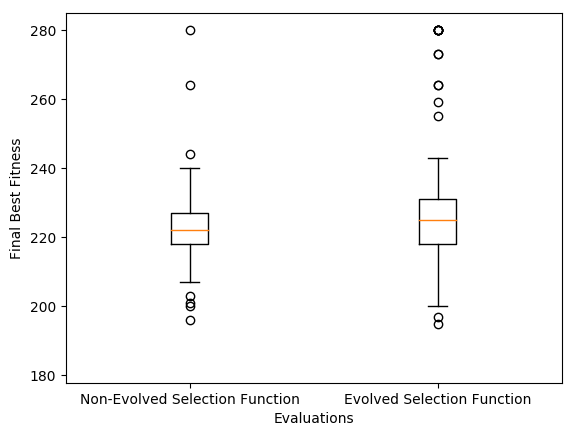 280
260
240
220
200
180
Final Best Fitness
Non-Evolved Selection Function
Evolved Selection Function
Evaluations